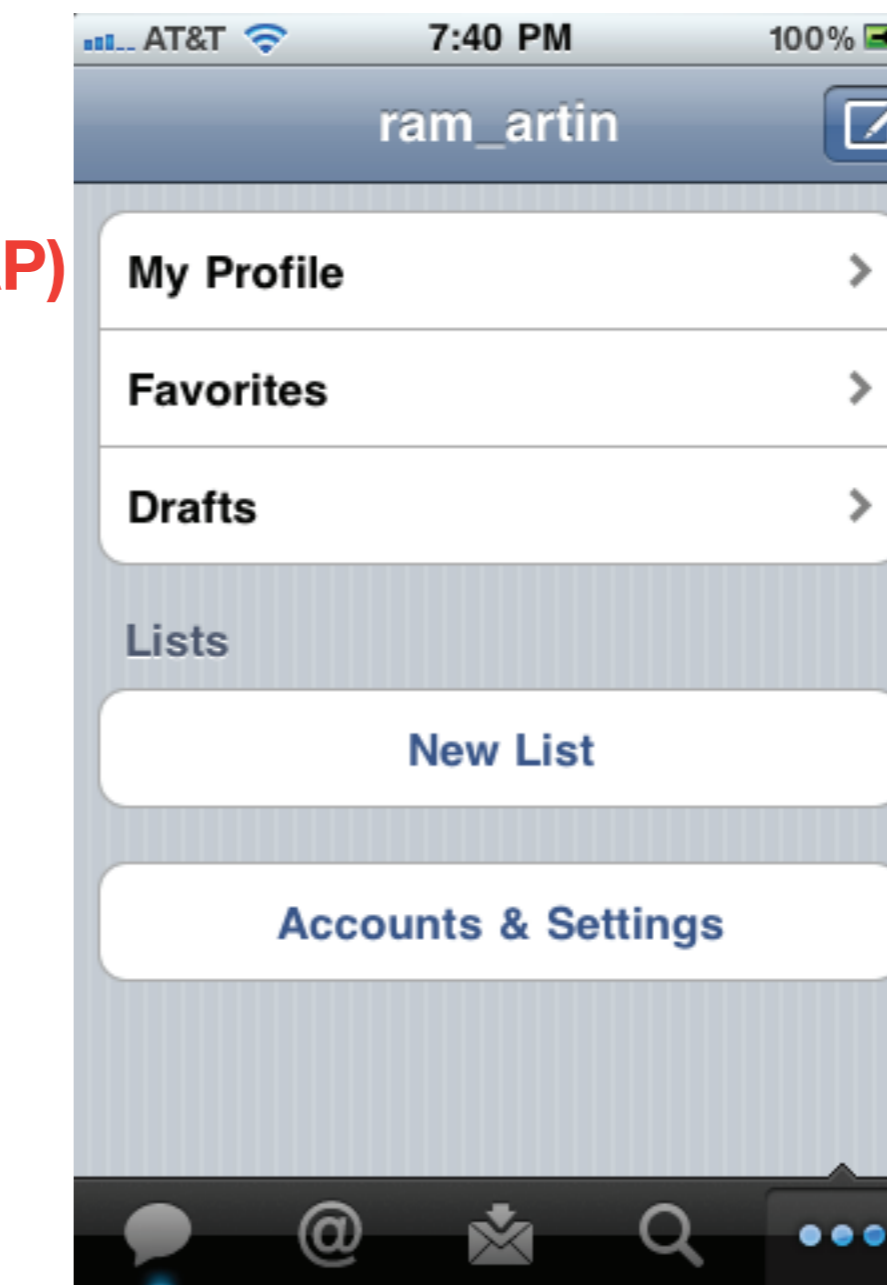 AT&T 7:40 PM 100%
ram_artin
P)
My Profile
Favorites
Drafts
Lists
New List
Accounts & Settings
@